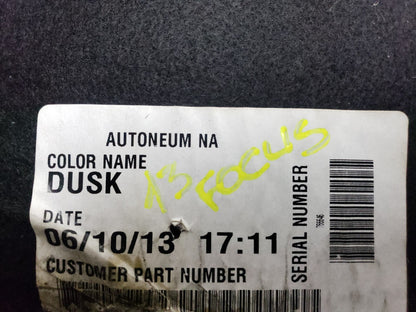 AUTONEUM NA
COLOR NAME
DUSK
13 FOCUS
DATE
06/10/13 17:11
CUSTOMER PART NUMBER
SERIAL NUMBER